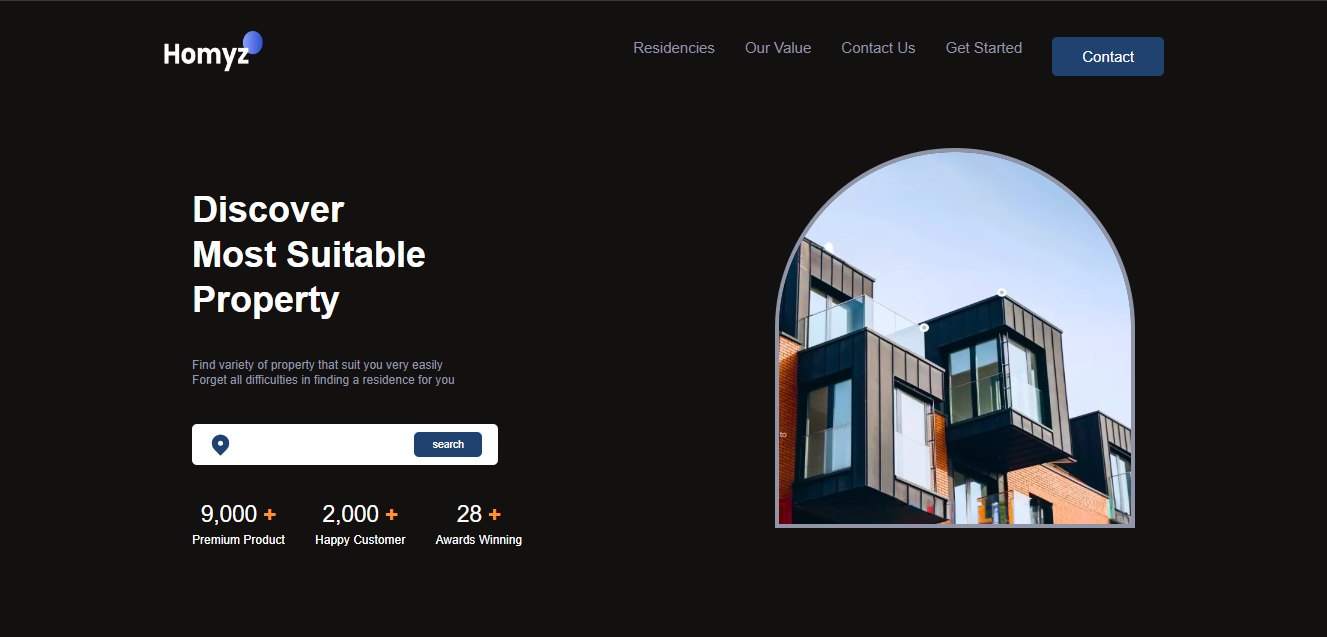 Homyz
Residencies Our Value Contact Us Get Started Contact
Discover
Most Suitable
Property
Find variety of property that suit you very easily
Forget all difficulties in finding a residence for you
search
9,000 + 2,000 + 28 +
Premium Product Happy Customer Awards Winning